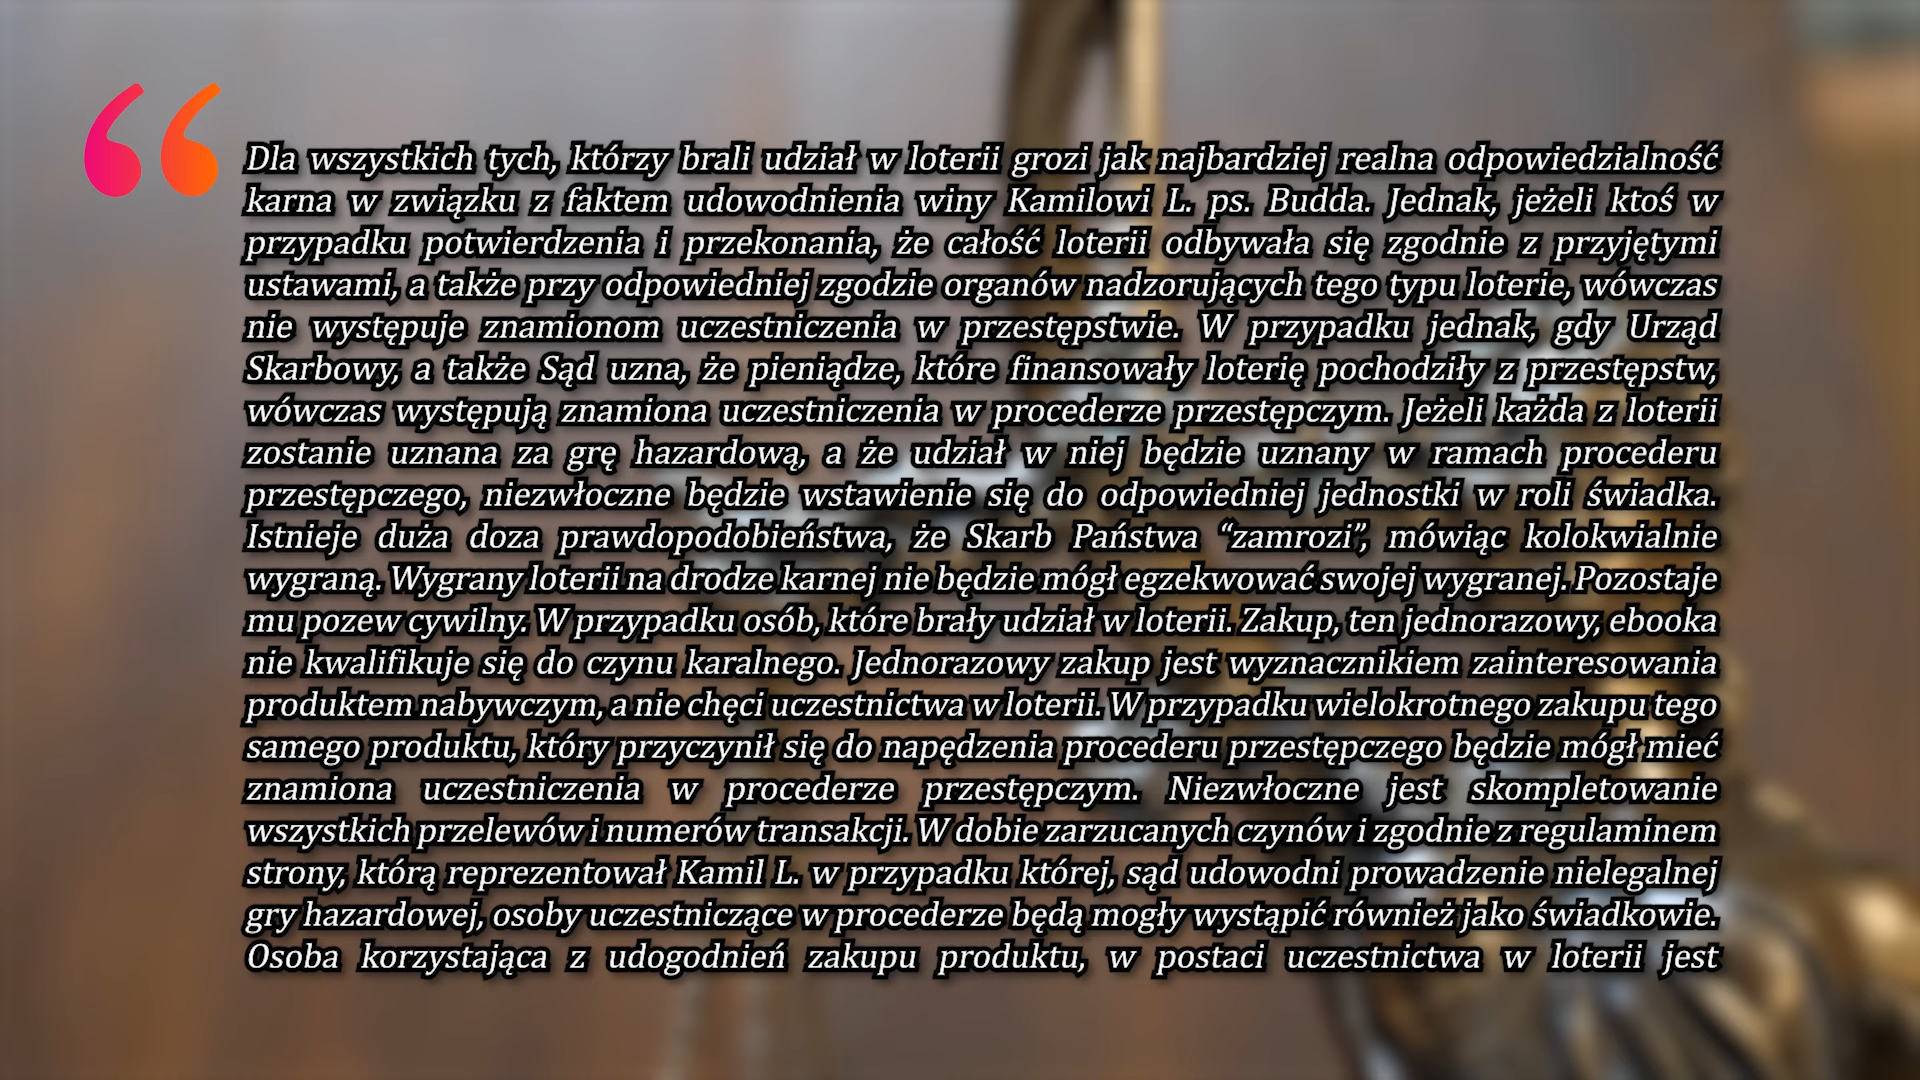 Dla wszystkich tych, którzy brali udział w loterii grozi jak najbardziej realna odpowiedzialność
karna w związku z faktem udowodnienia winy Kamilowi L. ps. Budda. Jednak, jeżeli ktoś w
przypadku potwierdzenia i przekonania, że całość loterii odbywała się zgodnie z przyjętymi
ustawami, a także przy odpowiedniej zgodzie organów nadzorujących tego typu loterie, wówczas
nie występuje znamionom uczestniczenia w przestępstwie. W przypadku jednak, gdy Urząd
Skarbowy, a także Sąd uzna, że pieniądze, które finansowały loterię pochodziły z przestępstw,
wówczas występują znamiona uczestniczenia w procederze przestępczym. Jeżeli każda z loterii
zostanie uznana za grę hazardową, a że udział w niej będzie uznany w ramach procederu
przestępczego, niezwłoczne będzie wstawienie się do odpowiedniej jednostki w roli świadka.
Istnieje duża doza prawdopodobieństwa, że Skarb Państwa “zamrozi”, mówiąc kolokwialnie
wygraną. Wygrany loterii na drodze karnej nie będzie mógł egzekwować swojej wygranej. Pozostaje
mu pozew cywilny. W przypadku osób, które brały udział w loterii. Zakup, ten jednorazowy, ebooka
nie kwalifikuje się do czynu karalnego. Jednorazowy zakup jest wyznacznikiem zainteresowania
produktem nabywczym, a nie chęci uczestnictwa w loterii. W przypadku wielokrotnego zakupu tego
samego produktu, który przyczynił się do napędzenia procederu przestępczego będzie mógł mieć
znamiona uczestniczenia w procederze przestępczym. Niezwłoczne jest skompletowanie
wszystkich przelewów i numerów transakcji. W dobie zarzucanych czynów i zgodnie z regulaminem
strony, którą reprezentował Kamil L. w przypadku której, sąd udowodni prowadzenie nielegalnej
gry hazardowej, osoby uczestniczące w procederze będą mogły wystąpić również jako świadkowie.
Osoba korzystająca z udogodnień zakupu produktu, w postaci uczestnictwa w loterii jest